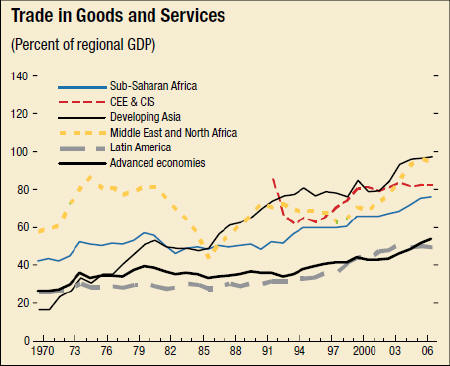 Trade in Goods and Services
(Percent of regional GDP)
140
120
100
80
60
40
20
0
Sub-Saharan Africa
CEE & CIS
Developing Asia
Middle East and North Africa
Latin America
Advanced economies
1970 73 76 79 82 85 88 91 94 97 2000 03 06